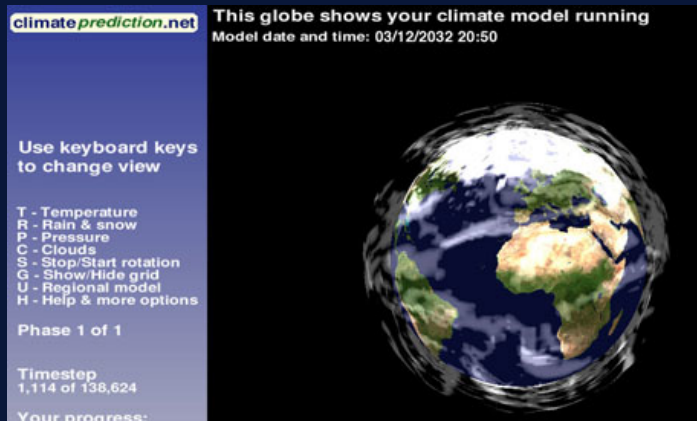 climateprediction.net
This globe shows your climate model running
Model date and time: 03/12/2032 20:50
Use keyboard keys
to change view
T - Temperature
R - Rain & snow
P - Pressure
C - Clouds
S - Stop/Start rotation
G - Show/Hide grid
U - Regional model
H - Help & more options
Phase 1 of 1
Timestep
1,114 of 138,624
Your progress: